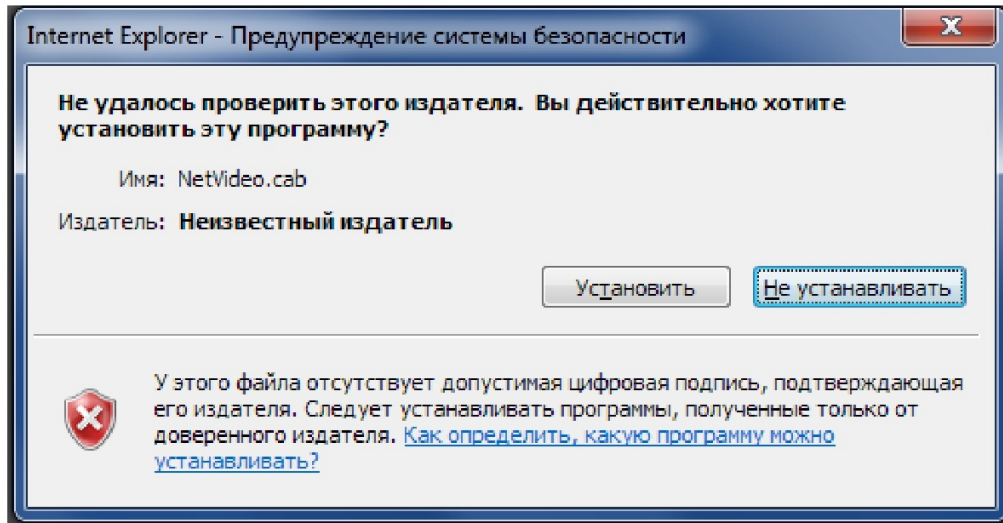 Internet Explorer - Предупреждение системы безопасности
Не удалось проверить этого издателя. Вы действительно хотите
установить эту программу?
Имя: NetVideo.cab
Издатель: Неизвестный издатель
Установить
Не устанавливать
У этого файла отсутствует допустимая цифровая подпись, подтверждающая
его издателя. Следует устанавливать программы, полученные только от
доверенного издателя. Как определить, какую программу можно
устанавливать?